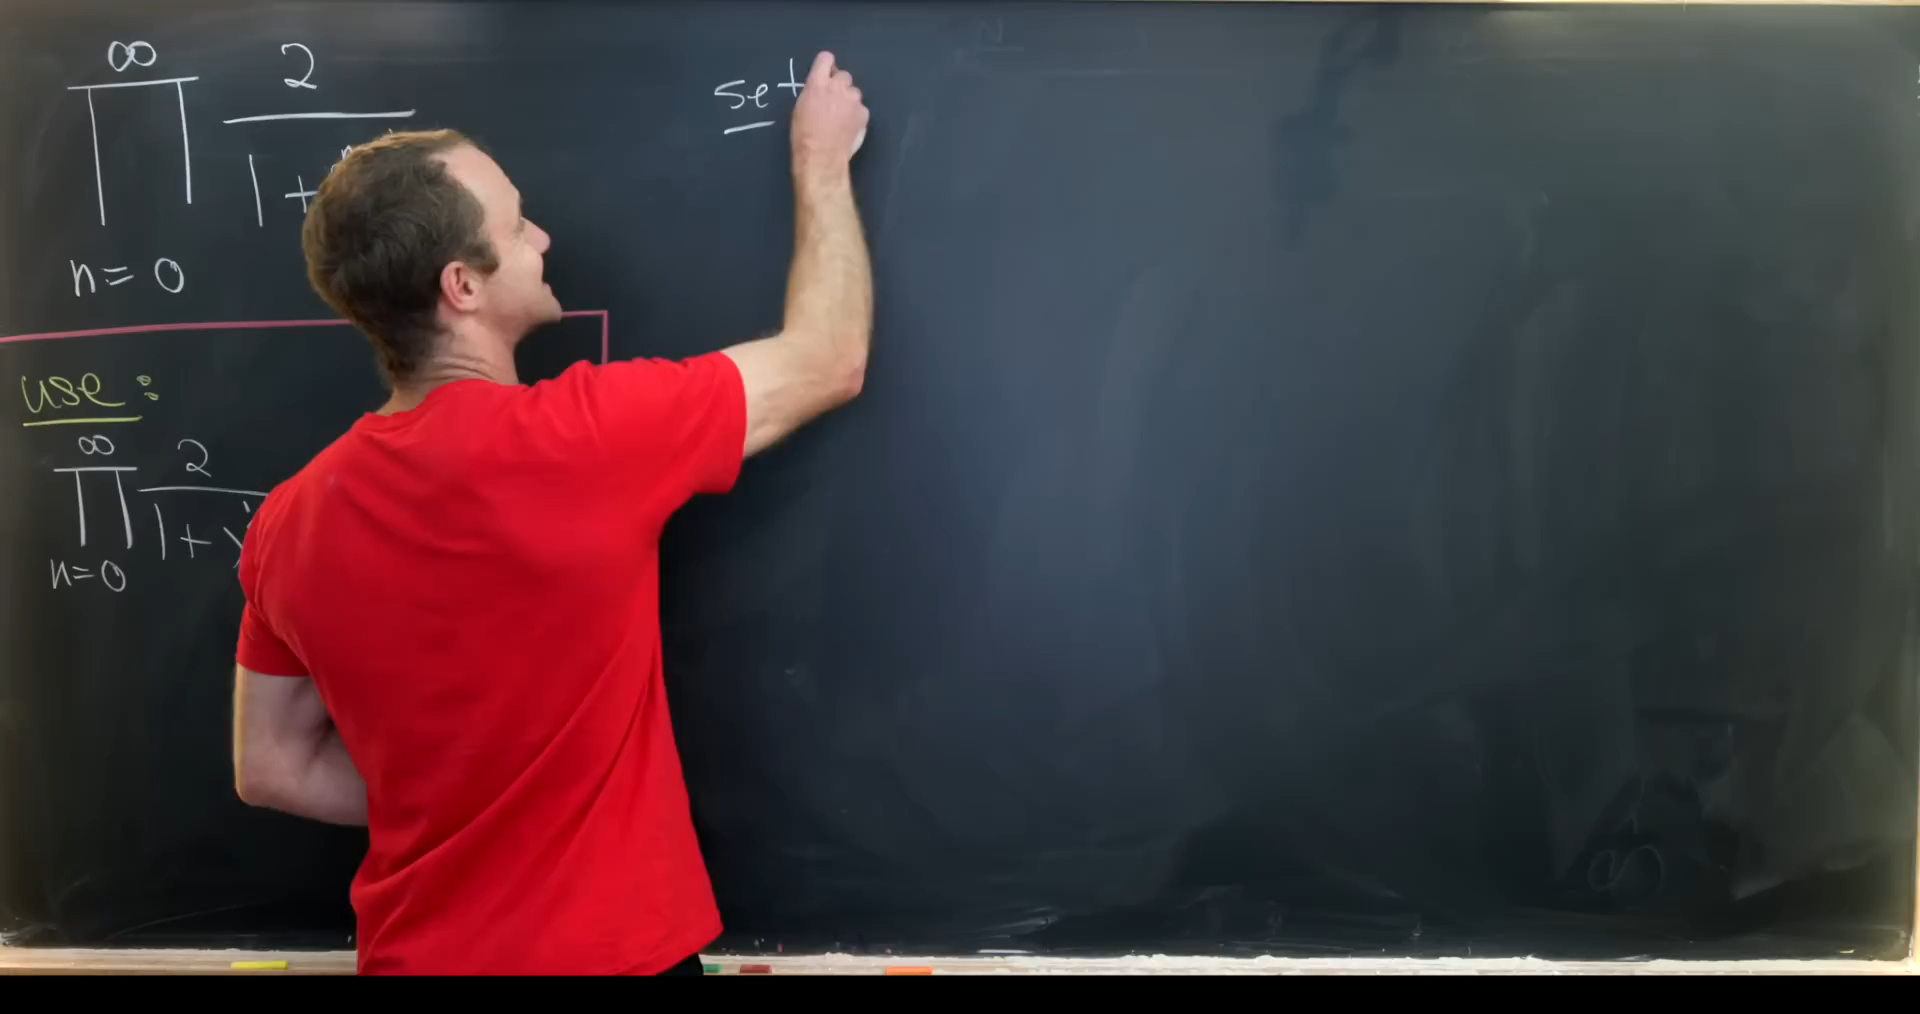 ∞ 2
∏ 1+
n=0
set
use:
∞ 2
∏ 1+
n=0